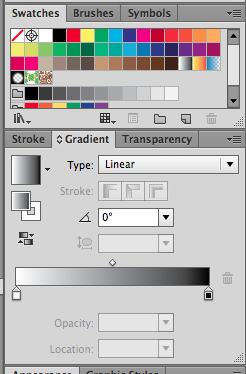 Swatches Brushes Symbols
Stroke Gradient Transparency
Type: Linear
Stroke:
0°
Opacity:
Location:
Appearance Graphic Styles